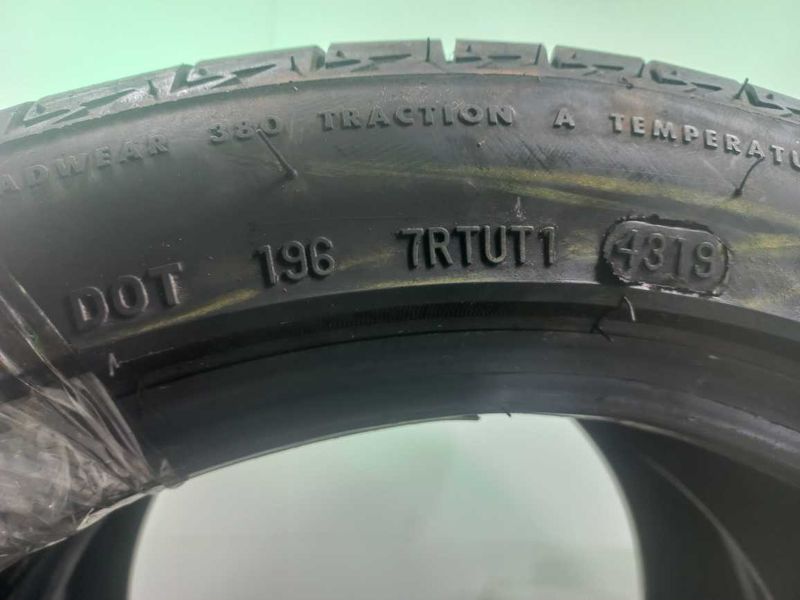 ADWEAR 380 TRACTION A TEMPERATU
DOT 196 7RTUT1 4319